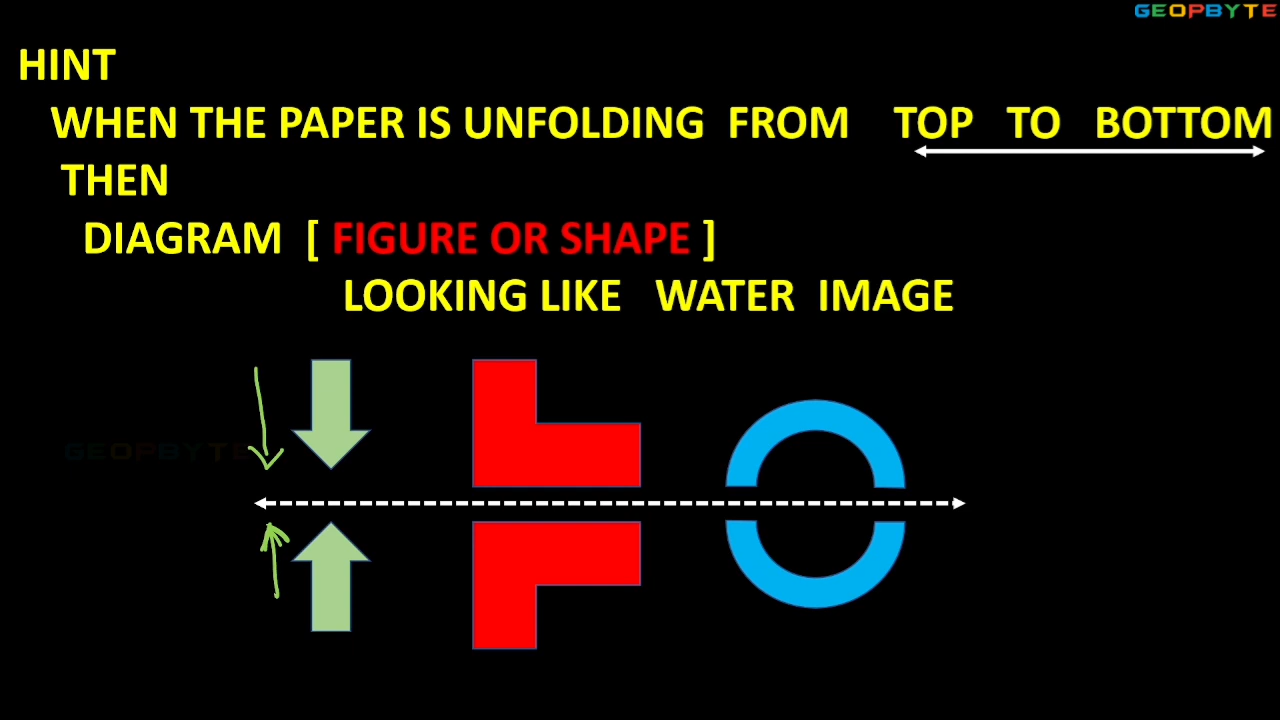 GEOPBYTE
HINT
WHEN THE PAPER IS UNFOLDING FROM TOP TO BOTTOM
THEN
DIAGRAM [ FIGURE OR SHAPE ]
LOOKING LIKE WATER IMAGE
GEOPBYTE